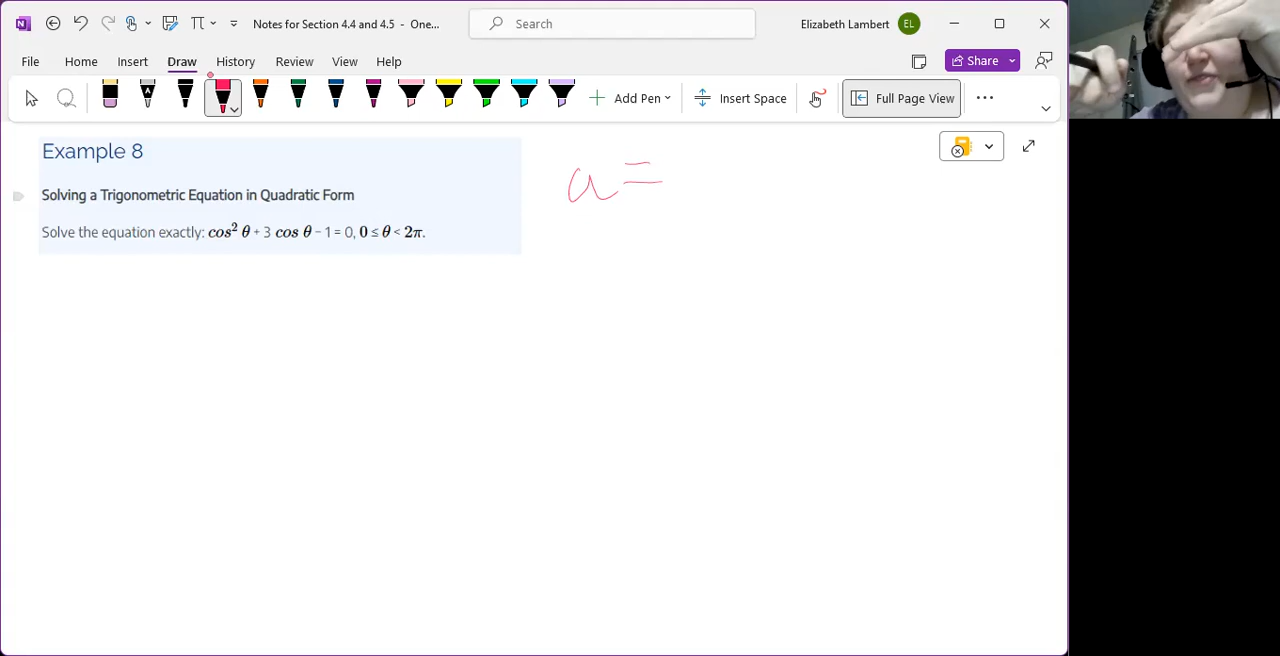 Notes for Section 4.4 and 4.5 - One...
Search
Elizabeth Lambert
EL
File
Home
Insert
Draw
History
Review
View
Help
Share
A
Add Pen
Insert Space
Full Page View
Example 8
a =
Solving a Trigonometric Equation in Quadratic Form
Solve the equation exactly: cos² θ + 3 cos θ − 1 = 0, 0 ≤ θ < 2π.